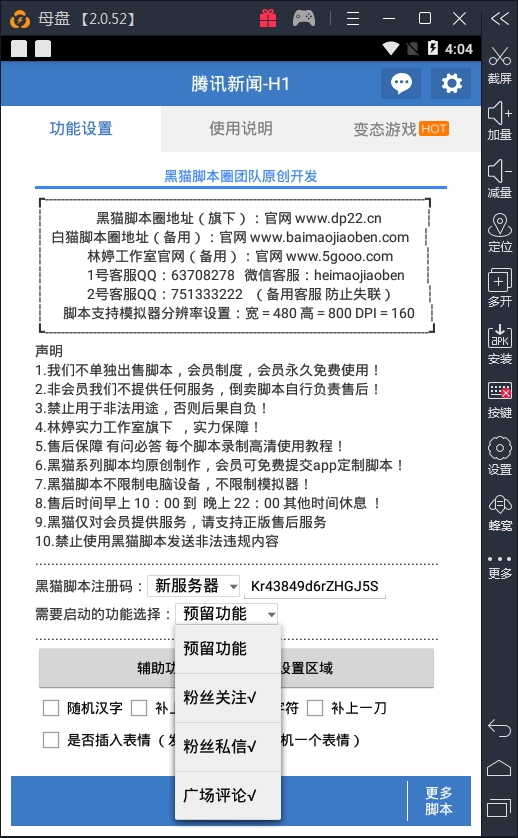 母盘 【2.0.52】
4:04
腾讯新闻-H1
功能设置 使用说明 变态游戏 HOT
黑猫脚本圈团队原创开发
黑猫脚本圈地址（旗下）：官网 www.dp22.cn
白猫脚本圈地址（备用）：官网 www.baimaojiaoben.com
林婷工作室官网（备用）：官网 www.5gooo.com
1号客服QQ：63708278 微信客服：heimaojiaoben
2号客服QQ：751333222 （备用客服 防止失联）
脚本支持模拟器分辨率设置：宽 = 480 高 = 800 DPI = 160
声明
1.我们不单独出售脚本，会员制度，会员永久免费使用！
2.非会员我们不提供任何服务，倒卖脚本自行负责售后！
3.禁止用于非法用途，否则后果自负！
4.林婷实力工作室旗下 ，实力保障！
5.售后保障 有问必答 每个脚本录制高清使用教程！
6.黑猫系列脚本均原创制作，会员可免费提交app定制脚本！
7.黑猫脚本不限制电脑设备，不限制模拟器！
8.售后时间早上 10：00 到 晚上 22：00 其他时间休息 ！
9.黑猫仅对会员提供服务，请支持正版售后服务
10.禁止使用黑猫脚本发送非法违规内容
黑猫脚本注册码： 新服务器 Kr43849d6rZHGJ5S
需要启动的功能选择： 预留功能
预留功能
粉丝关注√
粉丝私信√
广场评论√
辅助功 设置区域
随机汉字 补上 字符 补上一刀
是否插入表情（发 机一个表情）
更多
脚本
截屏
加量
减量
定位
多开
APK
安装
按键
设置
蜂窝
更多